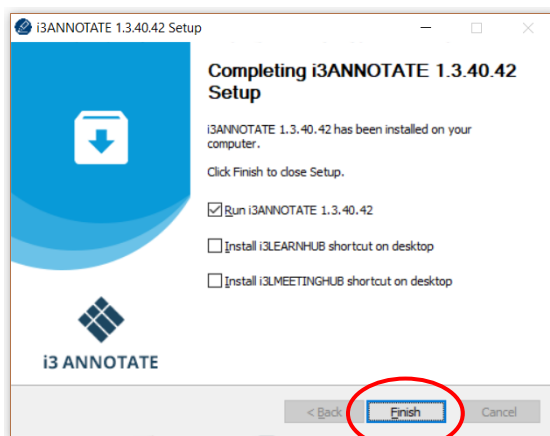 i3ANNOTATE 1.3.40.42 Setup
Completing i3ANNOTATE 1.3.40.42
Setup
i3ANNOTATE 1.3.40.42 has been installed on your
computer.
Click Finish to close Setup.
Run i3ANNOTATE 1.3.40.42
Install i3LEARNHUB shortcut on desktop
Install i3LMEETINGHUB shortcut on desktop
i3 ANNOTATE
< Back
Finish
Cancel